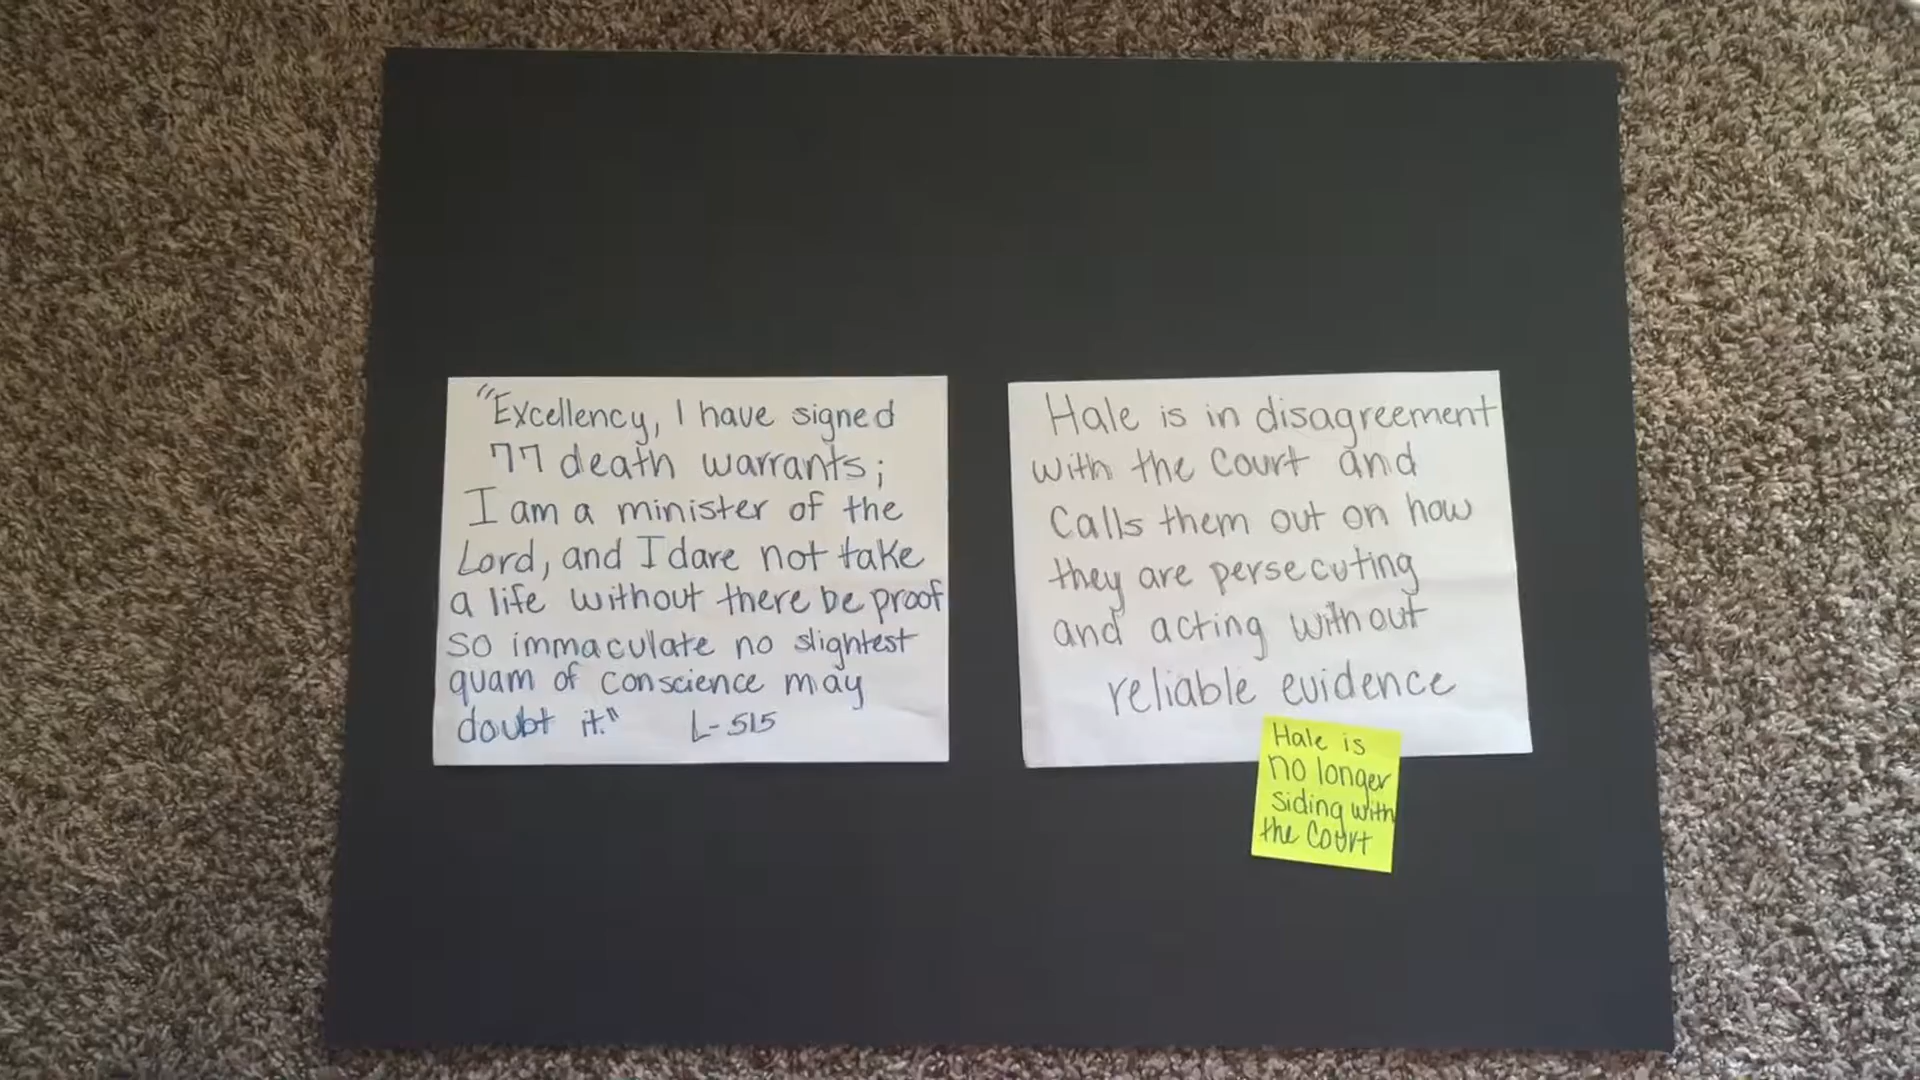 "Excellency, I have signed
77 death warrants;
I am a minister of the
Lord, and I dare not take
a life without there be proof
so immaculate no slightest
quam of conscience may
doubt it." L-515
Hale is in disagreement
with the Court and
Calls them out on how
they are persecuting
and acting without
reliable evidence
Hale is
no longer
siding with
the Court